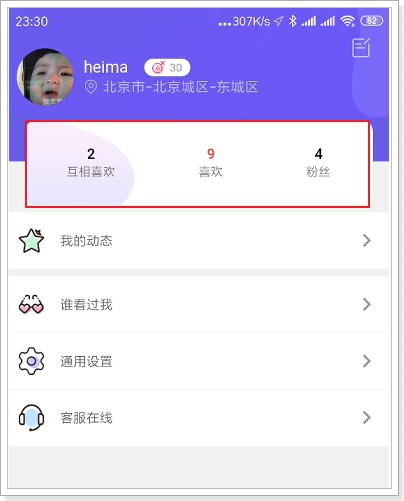 23:30 ...307K/s 82
heima 30
北京市-北京城区-东城区
2 9 4
互相喜欢 喜欢 粉丝
我的动态
谁看过我
通用设置
客服在线